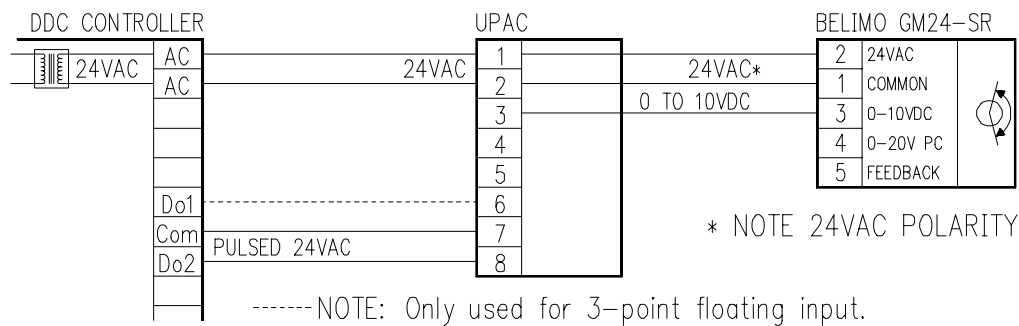 DDC CONTROLLER
UPAC
BELIMO GM24-SR
24VAC
AC
AC
Do1
Com
Do2
24VAC
PULSED 24VAC
1
2
3
4
5
6
7
8
24VAC*
0 TO 10VDC
2 24VAC
1 COMMON
3 0-10VDC
4 0-20V PC
5 FEEDBACK
* NOTE 24VAC POLARITY
------NOTE: Only used for 3-point floating input.